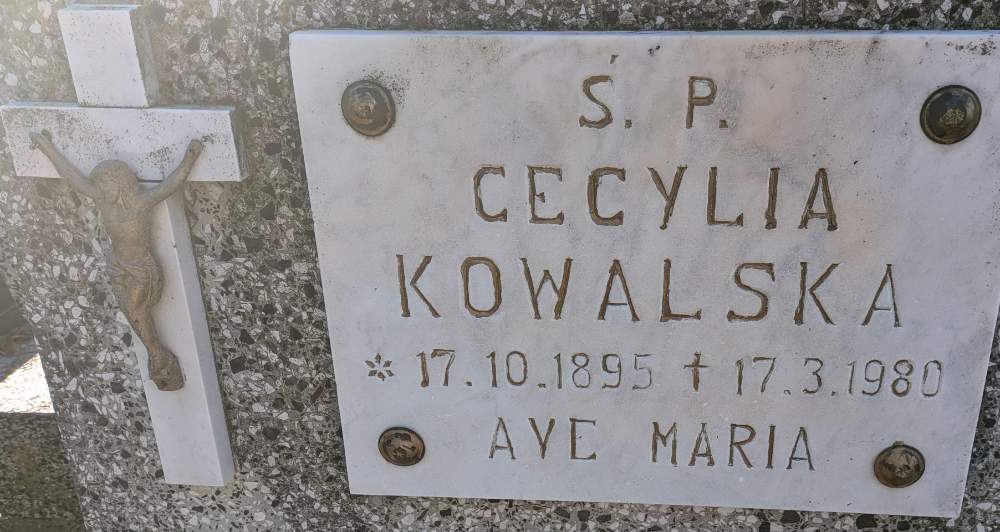 Ś. P.
CECYLIA
KOWALSKA
* 17.10.1895 † 17.3.1980
AVE MARIA